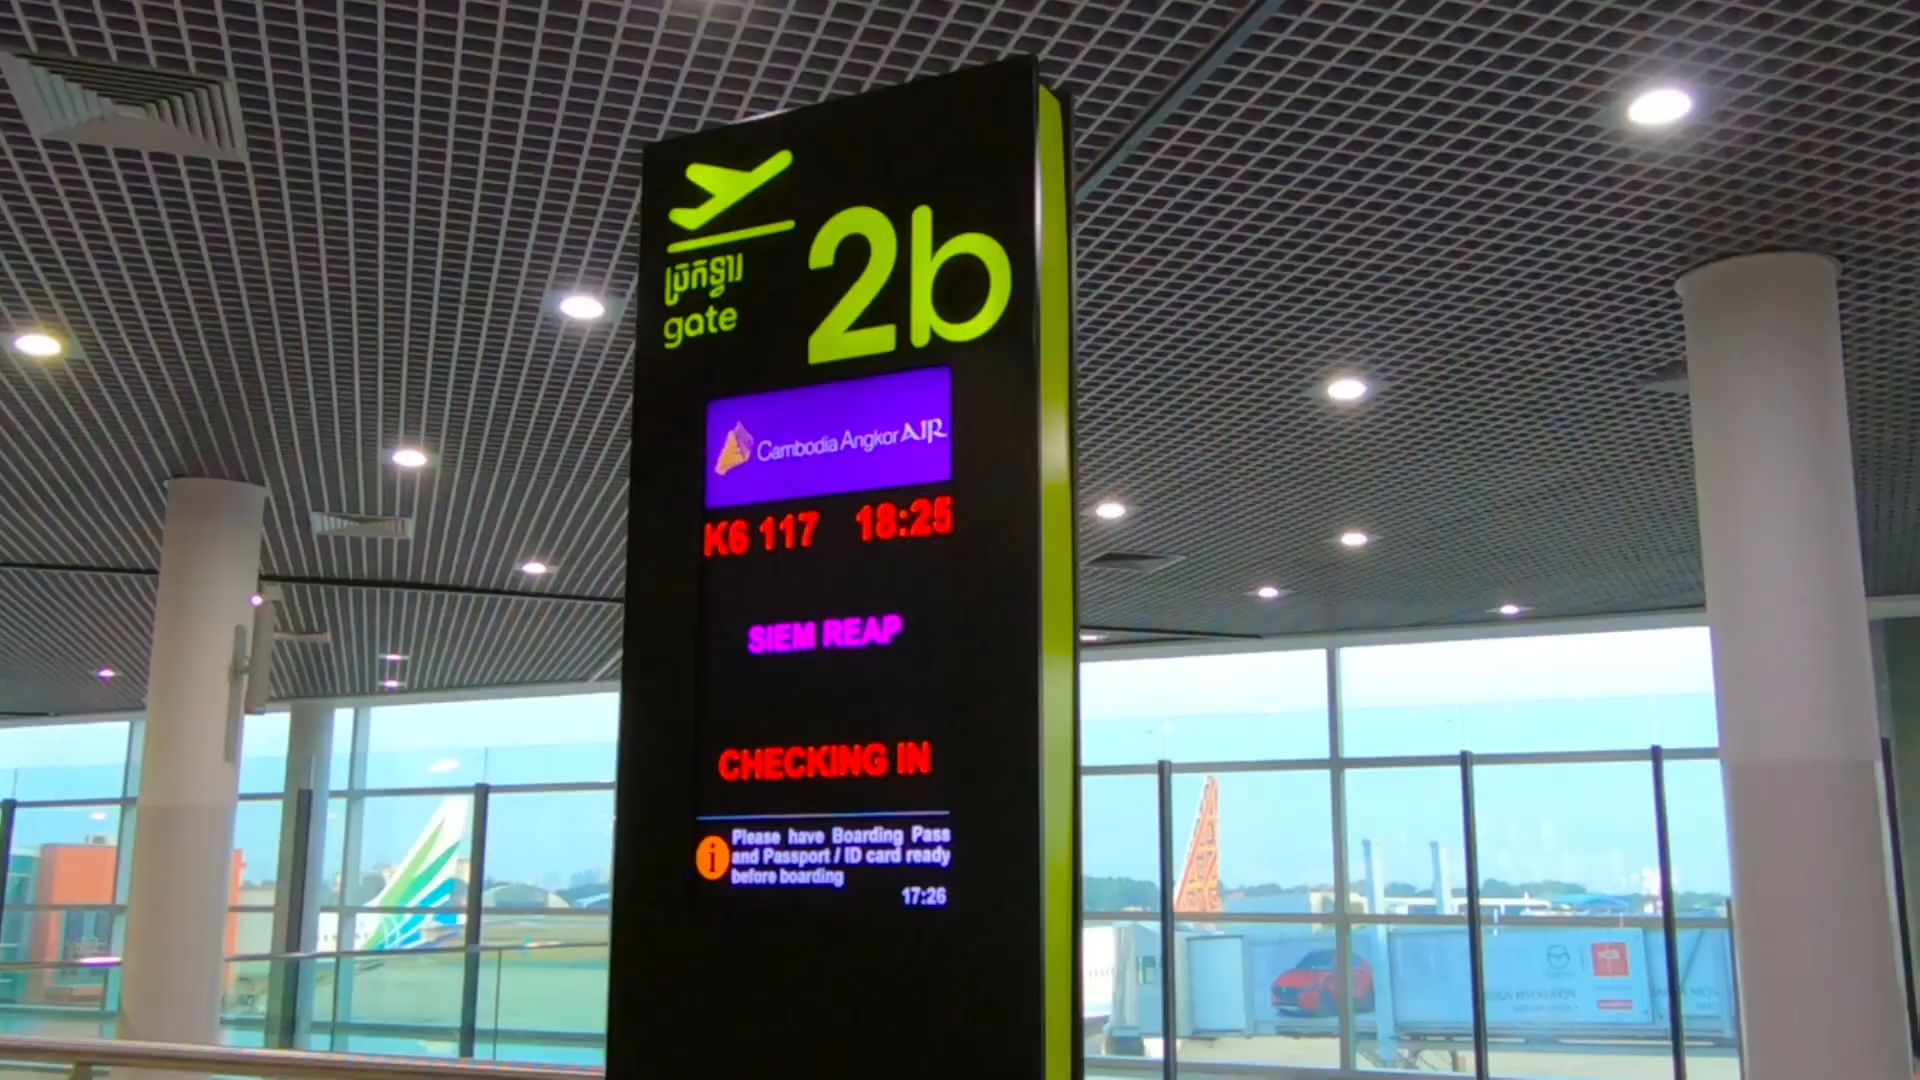 ប្រិកទ្វារ
gate
2b
Cambodia Angkor AIR
K6 117 18:25
SIEM REAP
CHECKING IN
i
Please have Boarding Pass
and Passport / ID card ready
before boarding
17:26